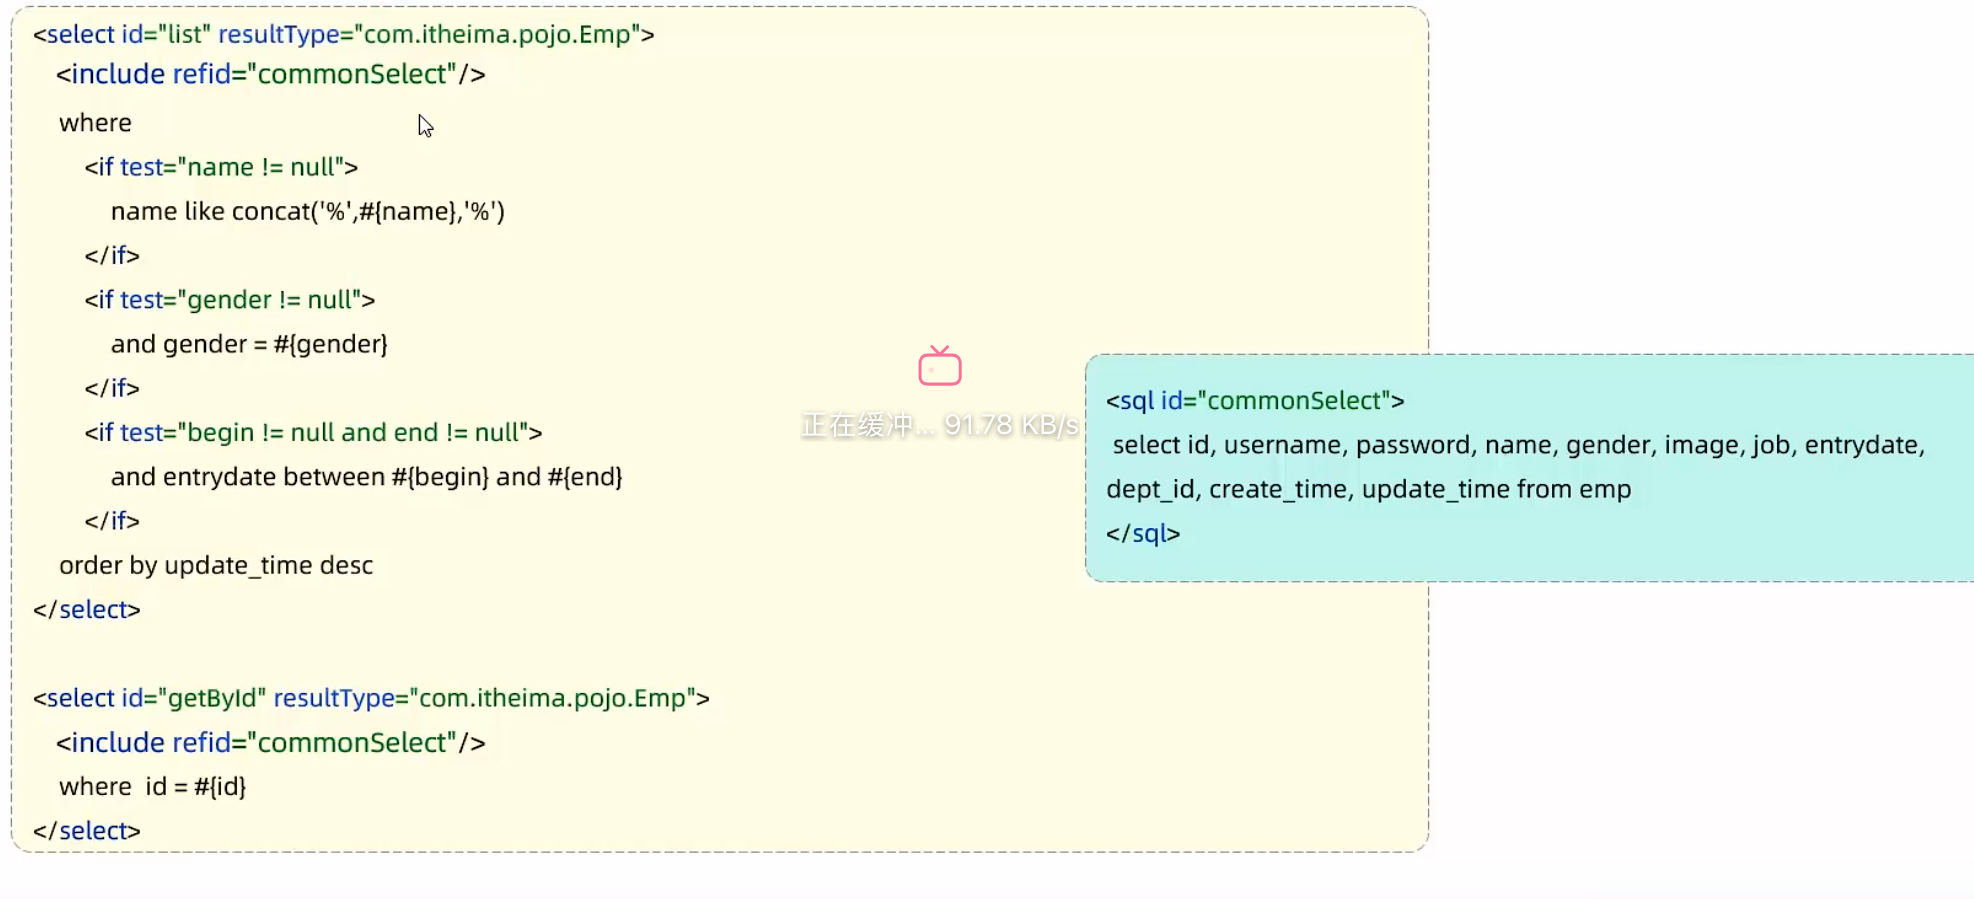 <select id="list" resultType="com.itheima.pojo.Emp">
<include refid="commonSelect"/>
where
<if test="name != null">
name like concat('%',#{name},'%')
</if>
<if test="gender != null">
and gender = #{gender}
</if>
<if test="begin != null and end != null">
and entrydate between #{begin} and #{end}
</if>
order by update_time desc
</select>
<select id="getById" resultType="com.itheima.pojo.Emp">
<include refid="commonSelect"/>
where  id = #{id}
</select>
正在缓冲... 91.78 KB/s
<sql id="commonSelect">
select id, username, password, name, gender, image, job, entrydate,
dept_id, create_time, update_time from emp
</sql>